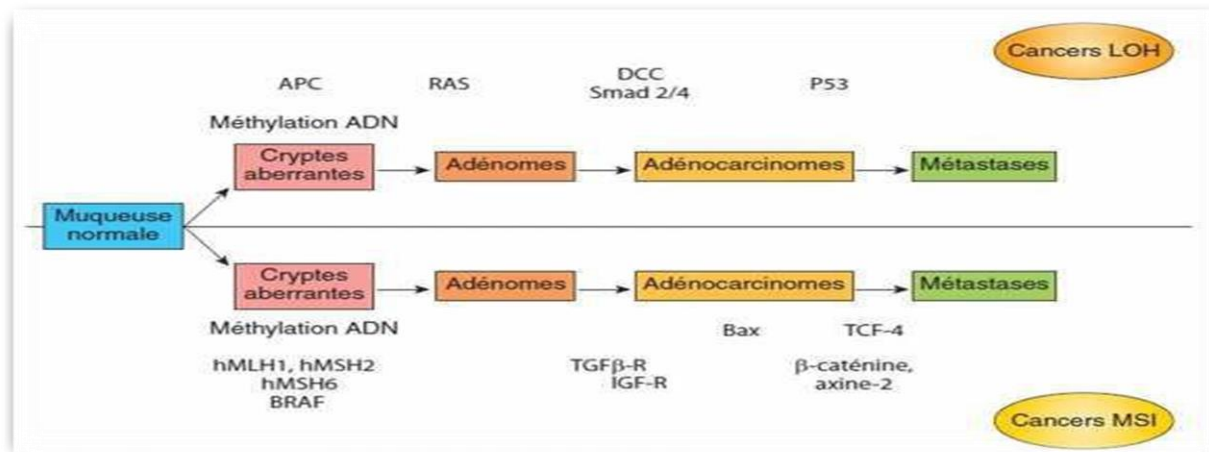 Cancers LOH
APC
RAS
DCC
Smad 2/4
P53
Méthylation ADN
Cryptes
aberrantes
Adénomes
Adénocarcinomes
Métastases
Muqueuse
normale
Cryptes
aberrantes
Adénomes
Adénocarcinomes
Métastases
Méthylation ADN
Bax
TCF-4
hMLH1, hMSH2
hMSH6
BRAF
TGFβ-R
IGF-R
β-caténine,
axine-2
Cancers MSI